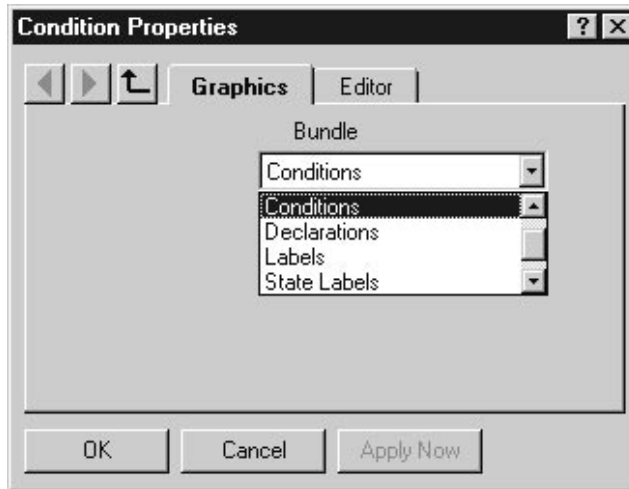 Condition Properties
Graphics Editor
Bundle
Conditions
Conditions
Declarations
Labels
State Labels
OK Cancel Apply Now